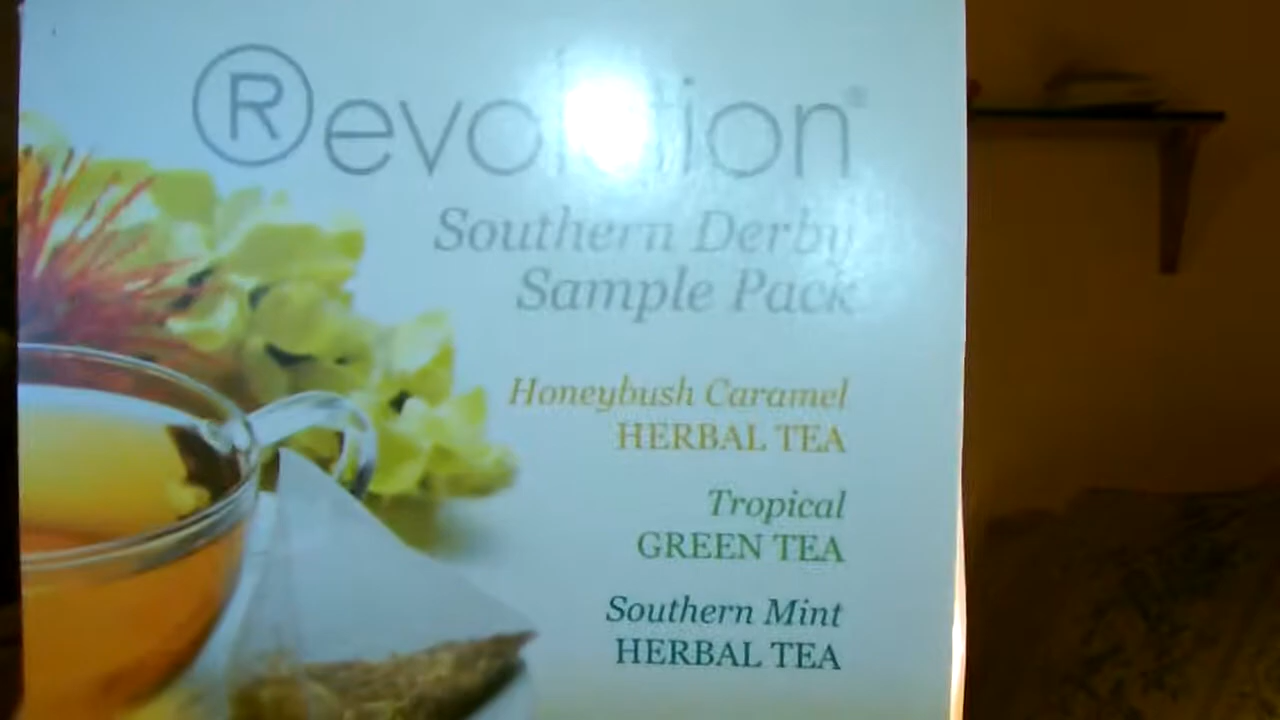 Revolution®
Southern Derby
Sample Pack
Honeybush Caramel
HERBAL TEA
Tropical
GREEN TEA
Southern Mint
HERBAL TEA